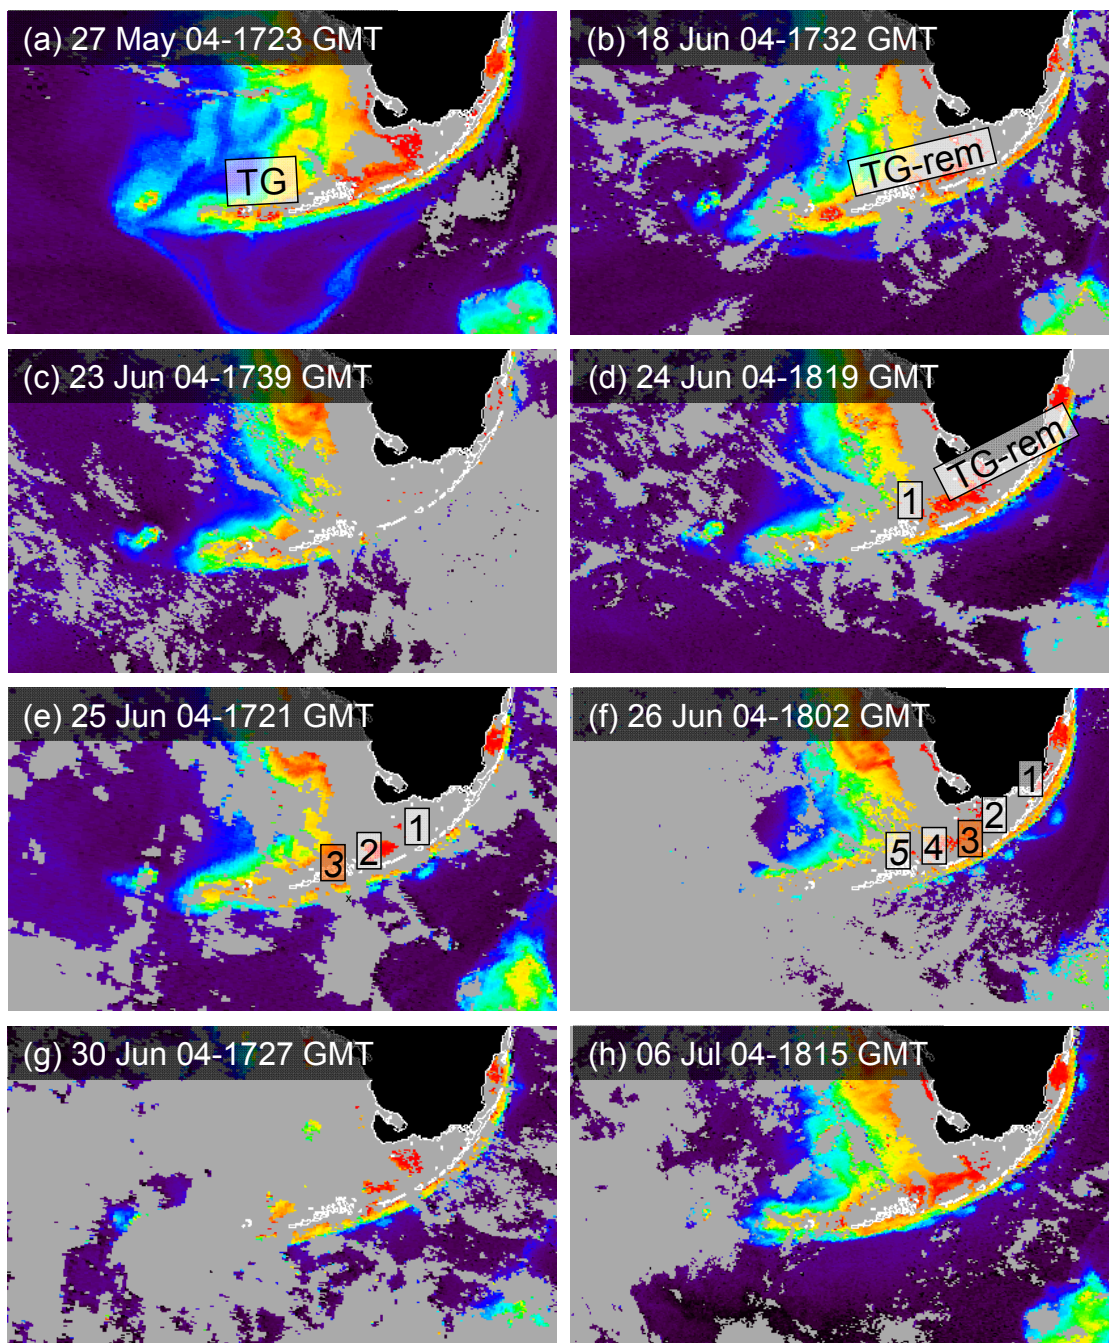 (a) 27 May 04-1723 GMT
TG
(b) 18 Jun 04-1732 GMT
TG-rem
(c) 23 Jun 04-1739 GMT
(d) 24 Jun 04-1819 GMT
TG-rem
1
(e) 25 Jun 04-1721 GMT
1
2
3
x
(f) 26 Jun 04-1802 GMT
1
2
3
4
5
(g) 30 Jun 04-1727 GMT
(h) 06 Jul 04-1815 GMT